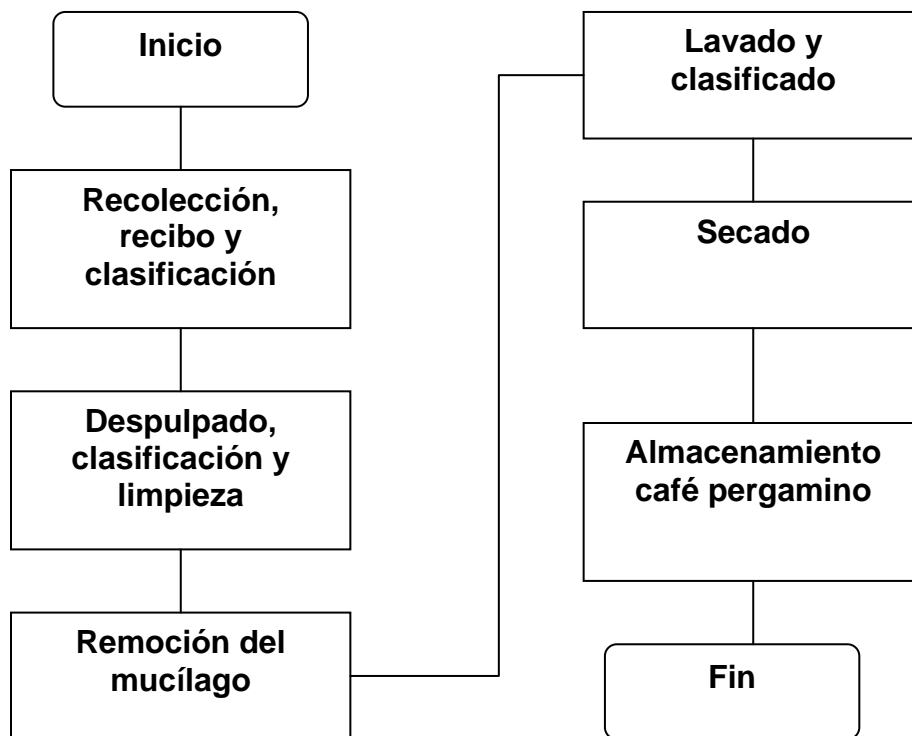 Inicio
Recolección,
recibo y
clasificación
Despulpado,
clasificación y
limpieza
Remoción del
mucílago
Lavado y
clasificado
Secado
Almacenamiento
café pergamino
Fin